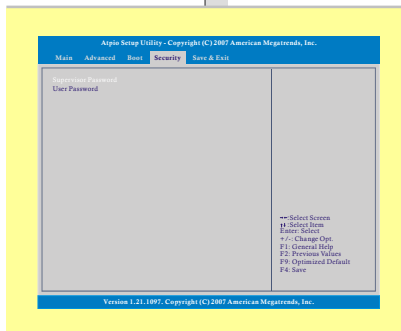 Atpio Setup Utility - Copyright (C) 2007 American Megatrends, Inc.
Main Advanced Boot Security Save & Exit
Supervisor Password
User Password
→←:Select Screen
↑↓:Select Item
Enter: Select
+/-: Change Opt.
F1: General Help
F2: Previous Values
F9: Optimized Default
F4: Save
Version 1.21.1097. Copyright (C) 2007 American Megatrends, Inc.